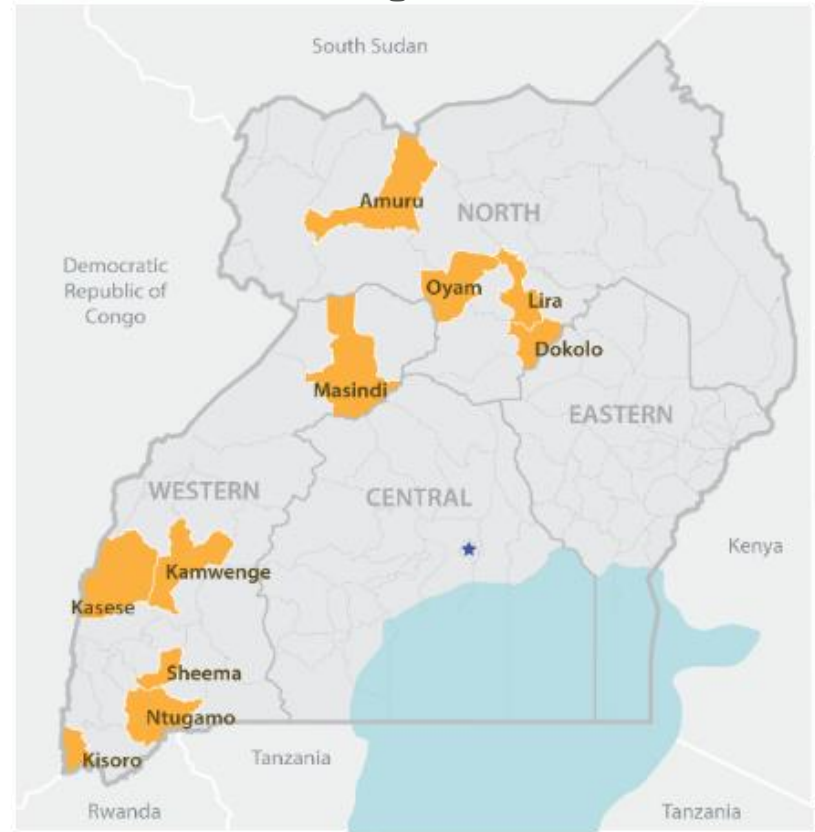 South Sudan
Amuru
NORTH
Democratic
Republic of
Congo
Oyam
Lira
Dokolo
Masindi
EASTERN
WESTERN
CENTRAL
Kenya
Kamwenge
Kasese
Sheema
Ntugamo
Kisoro
Tanzania
Rwanda
Tanzania